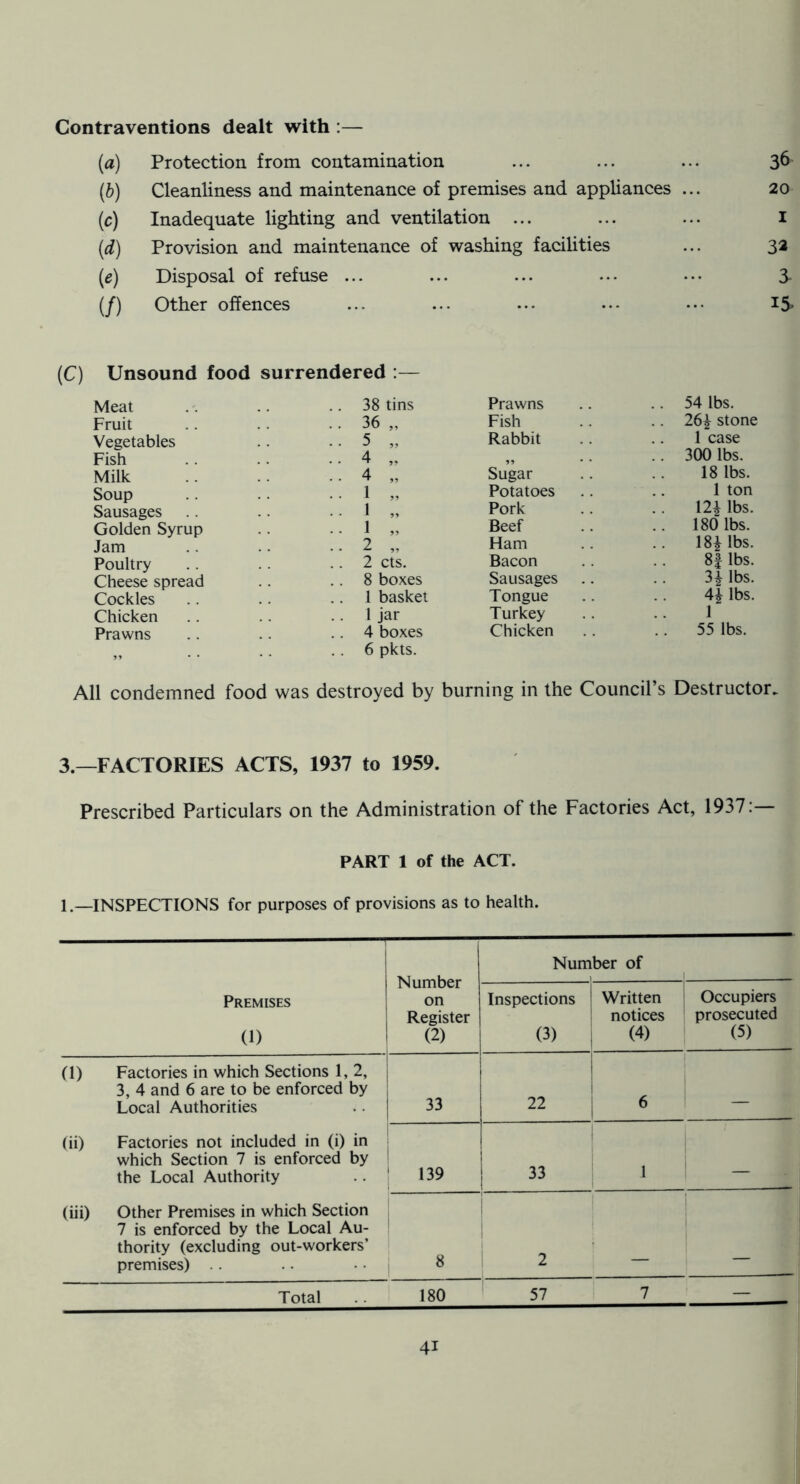 Contraventions dealt with :—
(a) Protection from contamination ... ... ... 36
(b) Cleanliness and maintenance of premises and appliances ... 20
(c) Inadequate lighting and ventilation ... ... ... 1
(d) Provision and maintenance of washing facilities ... 32
(e) Disposal of refuse ... ... ... ... ... 3
(f) Other offences ... ... ... ... ... 15
(C) Unsound food surrendered :—
Meat .. .. .. 38 tins
Fruit .. .. .. 36 „
Vegetables .. .. 5 „
Fish .. .. .. 4 „
Milk .. .. .. 4 „
Soup .. .. .. 1 „
Sausages .. .. .. 1 „
Golden Syrup .. .. 1 „
Jam .. .. .. 2 „
Poultry .. .. .. 2 cts.
Cheese spread .. .. 8 boxes
Cockles .. .. .. 1 basket
Chicken .. .. .. 1 jar
Prawns .. .. .. 4 boxes
„ .. .. .. 6 pkts.
Prawns .. .. 54 lbs.
Fish .. .. 26½ stone
Rabbit .. .. 1 case
„ .. .. 300 lbs.
Sugar .. .. 18 lbs.
Potatoes .. .. 1 ton
Pork .. .. 12½ lbs.
Beef .. .. 180 lbs.
Ham .. .. 18½ lbs.
Bacon .. .. 8¾ lbs.
Sausages .. .. 3½ lbs.
Tongue .. .. 4½ lbs.
Turkey .. .. 1
Chicken .. .. 55 lbs.
All condemned food was destroyed by burning in the Council's Destructor.
3.—FACTORIES ACTS, 1937 to 1959.
Prescribed Particulars on the Administration of the Factories Act, 1937:—
PART 1 of the ACT.
1.—INSPECTIONS for purposes of provisions as to health.
Number of
Premises Number on Register Inspections Written notices Occupiers prosecuted
(1) (2) (3) (4) (5)
(1) Factories in which Sections 1, 2,
3, 4 and 6 are to be enforced by
Local Authorities .. 33 22 6 —
(ii) Factories not included in (i) in
which Section 7 is enforced by
the Local Authority .. 139 33 1 —
(iii) Other Premises in which Section
7 is enforced by the Local Au-
thority (excluding out-workers'
premises) .. .. .. 8 2 — —
Total .. 180 57 7 —
41